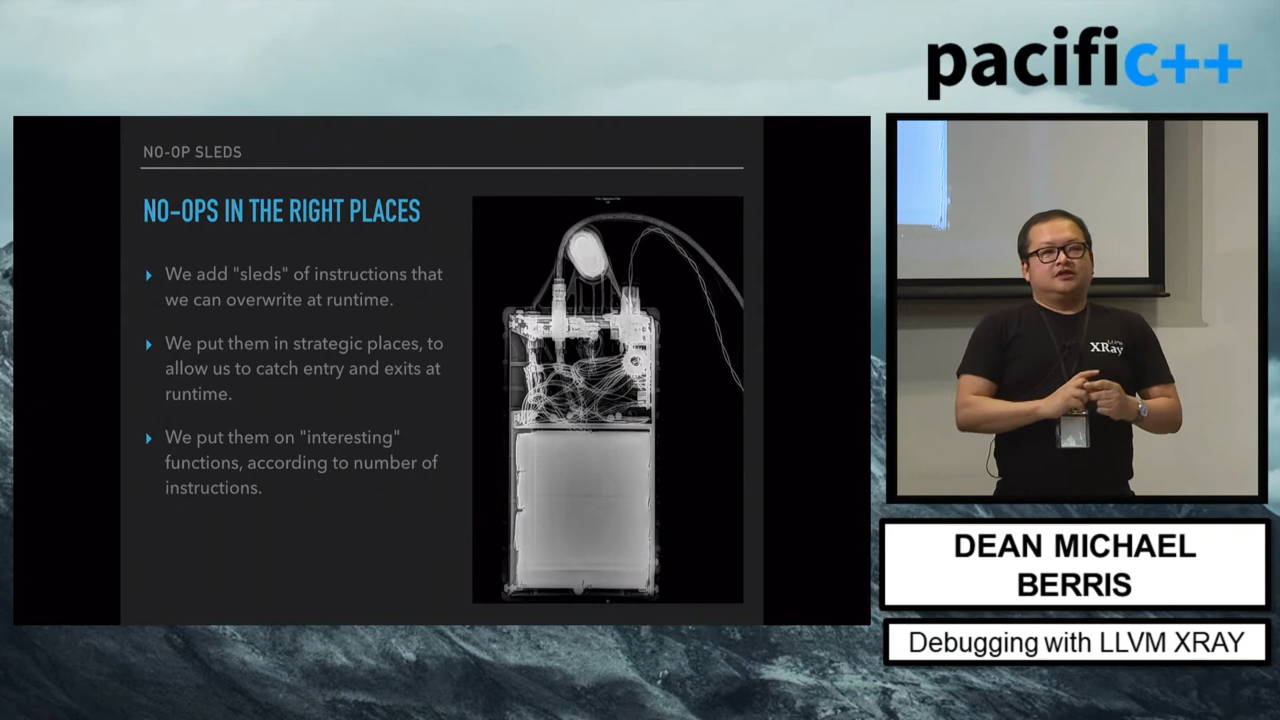 pacific++
NO-OP SLEDS
NO-OPS IN THE RIGHT PLACES
We add "sleds" of instructions that
we can overwrite at runtime.
We put them in strategic places, to
allow us to catch entry and exits at
runtime.
We put them on "interesting"
functions, according to number of
instructions.
LLVM
XRay
DEAN MICHAEL
BERRIS
Debugging with LLVM XRAY